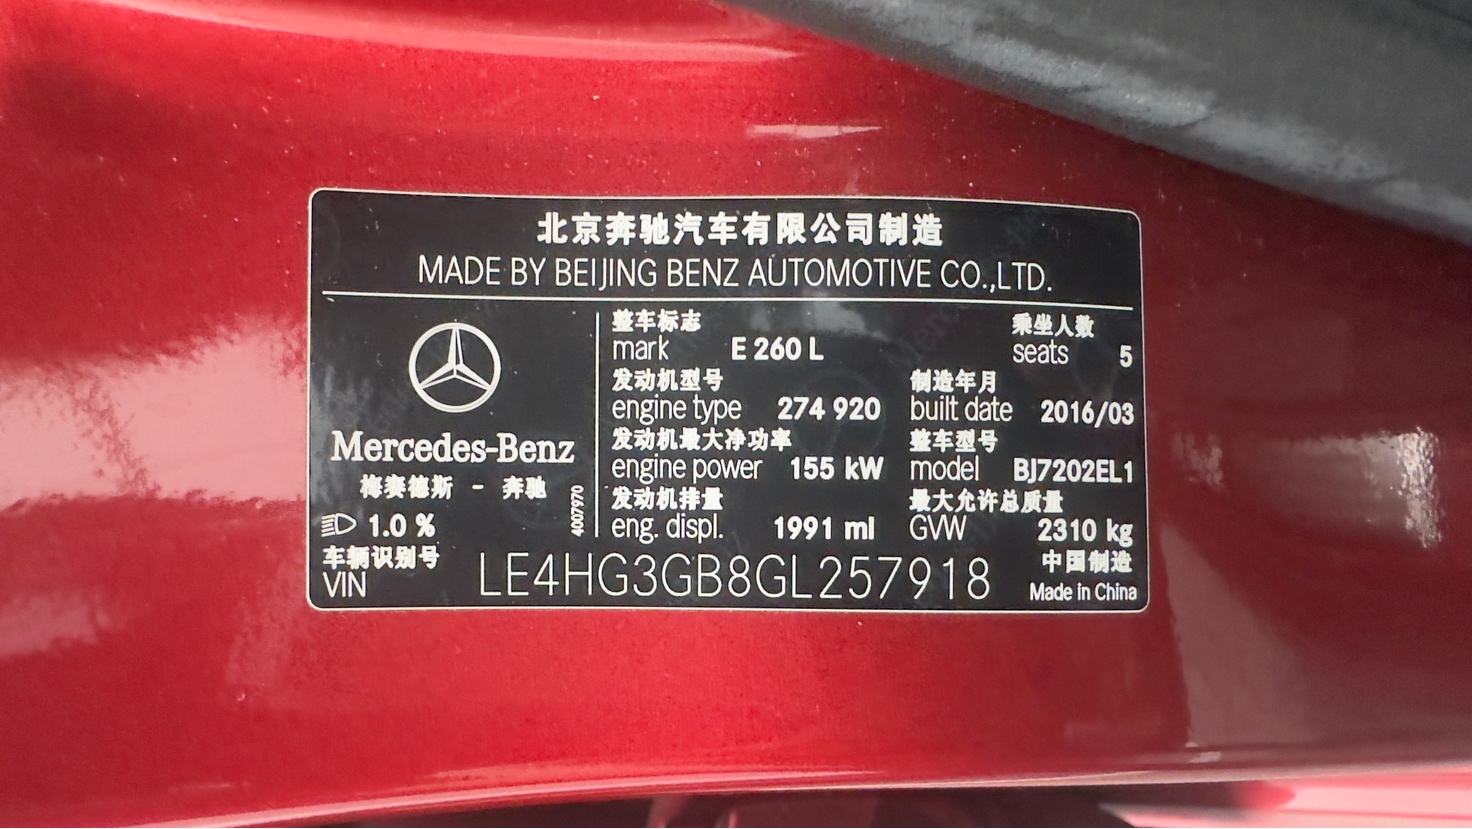 北京奔驰汽车有限公司制造
MADE BY BEIJING BENZ AUTOMOTIVE CO.,LTD.
整车标志 乘坐人数
mark E 260 L seats 5
发动机型号 制造年月
engine type 274 920 built date 2016/03
发动机最大净功率 整车型号
Mercedes-Benz engine power 155 kW model BJ7202EL1
梅赛德斯 - 奔驰 4007970 发动机排量 最大允许总质量
1.0 % eng. displ. 1991 ml GVW 2310 kg
车辆识别号 中国制造
VIN LE4HG3GB8GL257918 Made in China